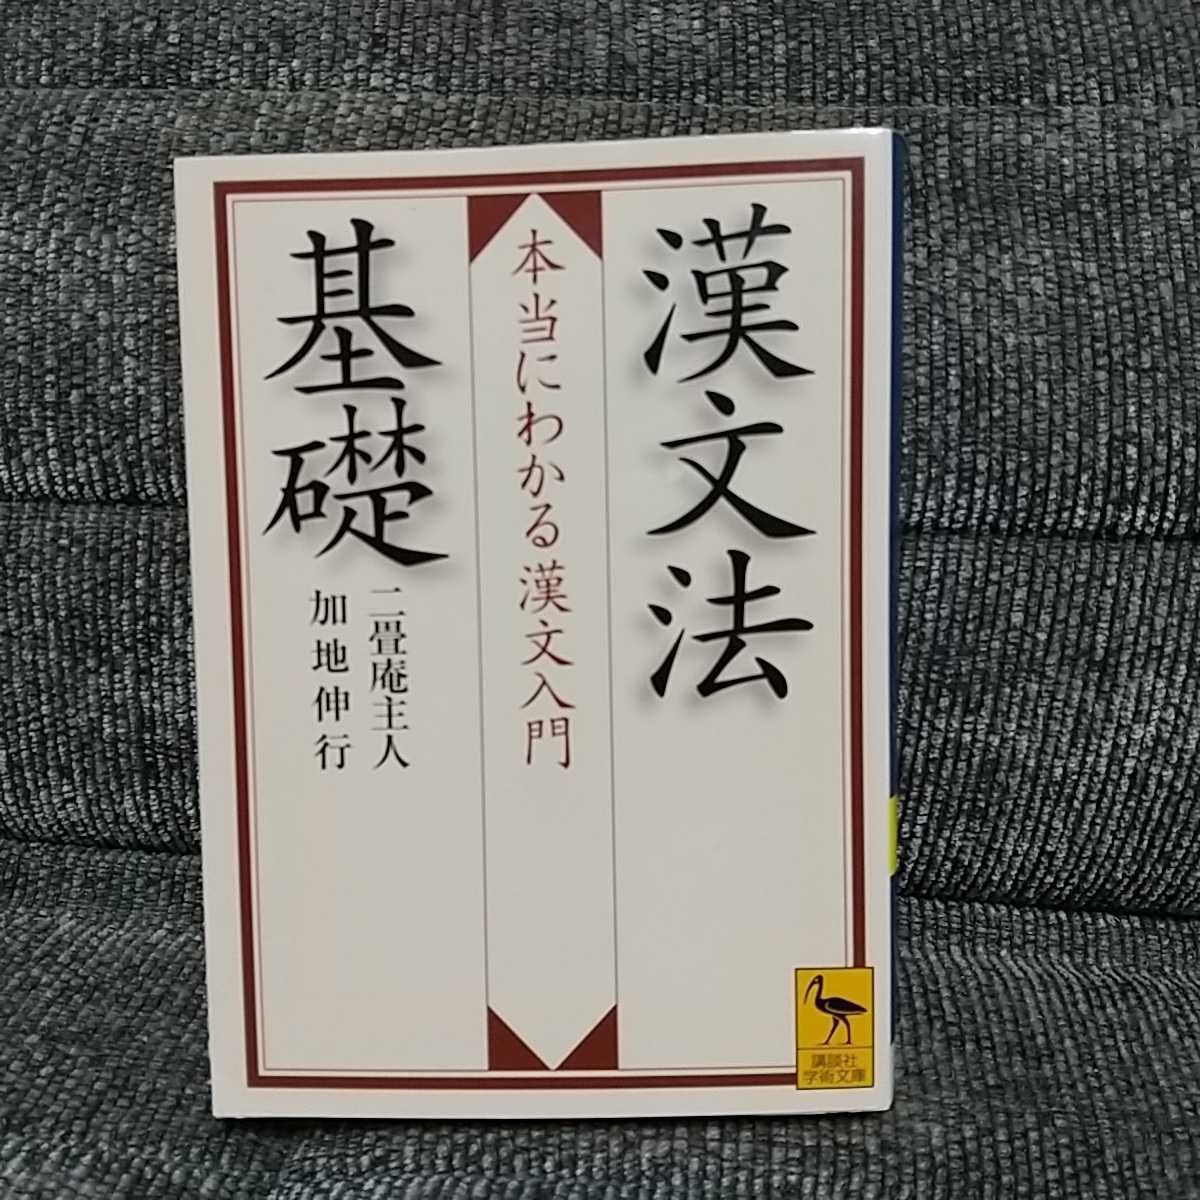 漢文法
基礎
本当にわかる漢文入門
二畳庵主人
加地伸行
講談社
学術文庫